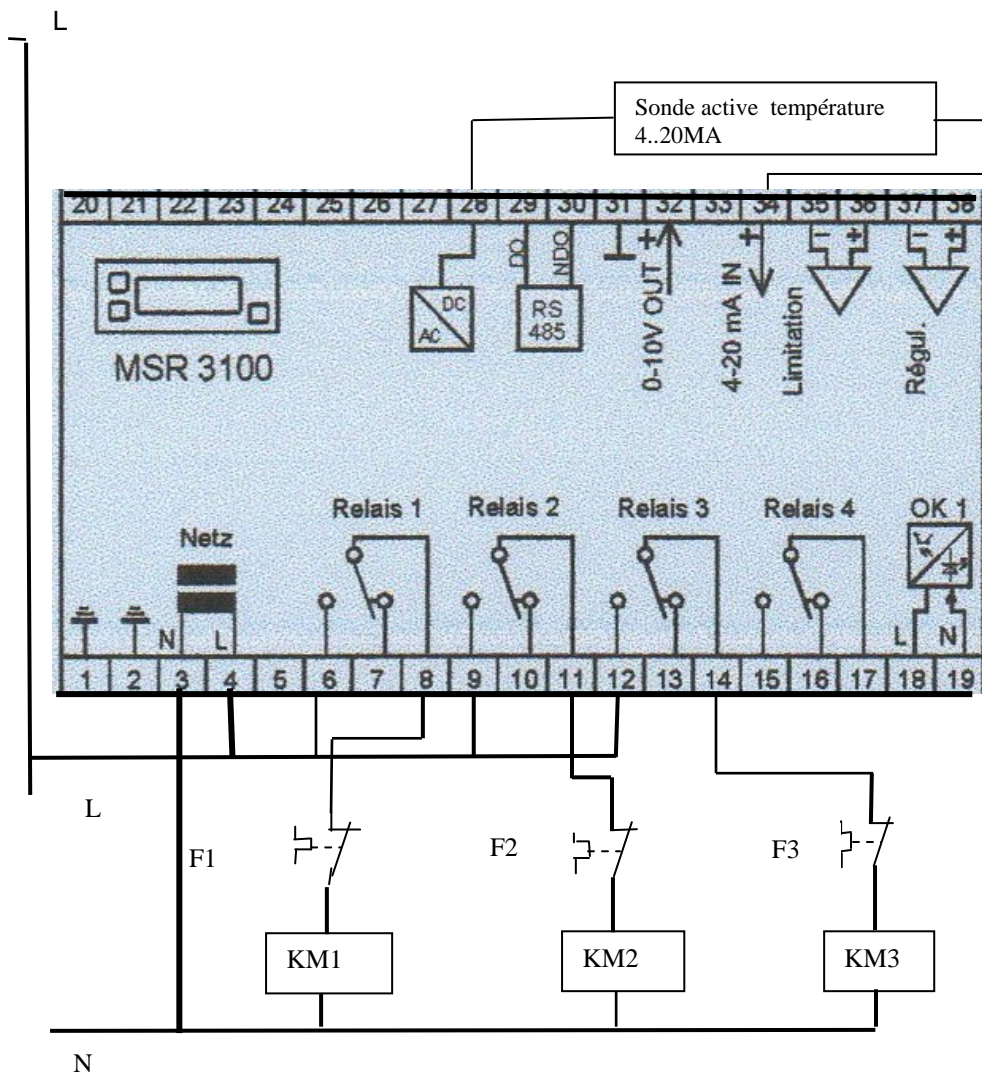 L
Sonde active température
4..20MA
20 21 22 23 24 25 26 27 28 29 30 31 32 33 34 35 36 37 38
DO NDO + + - + - +
DC
AC
RS
485
0-10V OUT
4-20 mA IN
Limitation
Régul.
MSR 3100
Relais 1 Relais 2 Relais 3 Relais 4 OK 1
Netz
N L L N
1 2 3 4 5 6 7 8 9 10 11 12 13 14 15 16 17 18 19
L
F1 F2 F3
KM1 KM2 KM3
N